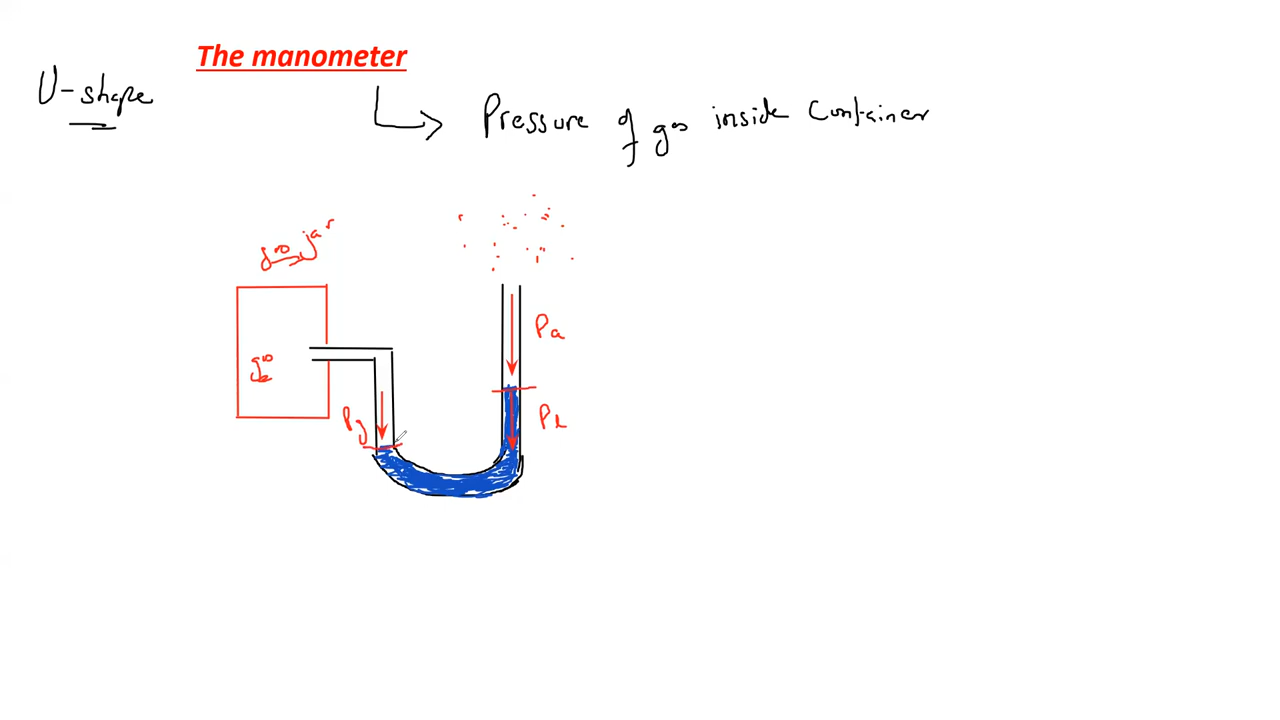 The manometer
U-shape
Pressure of gas inside Container
gas jar
Pa
gas
Pg
Pl